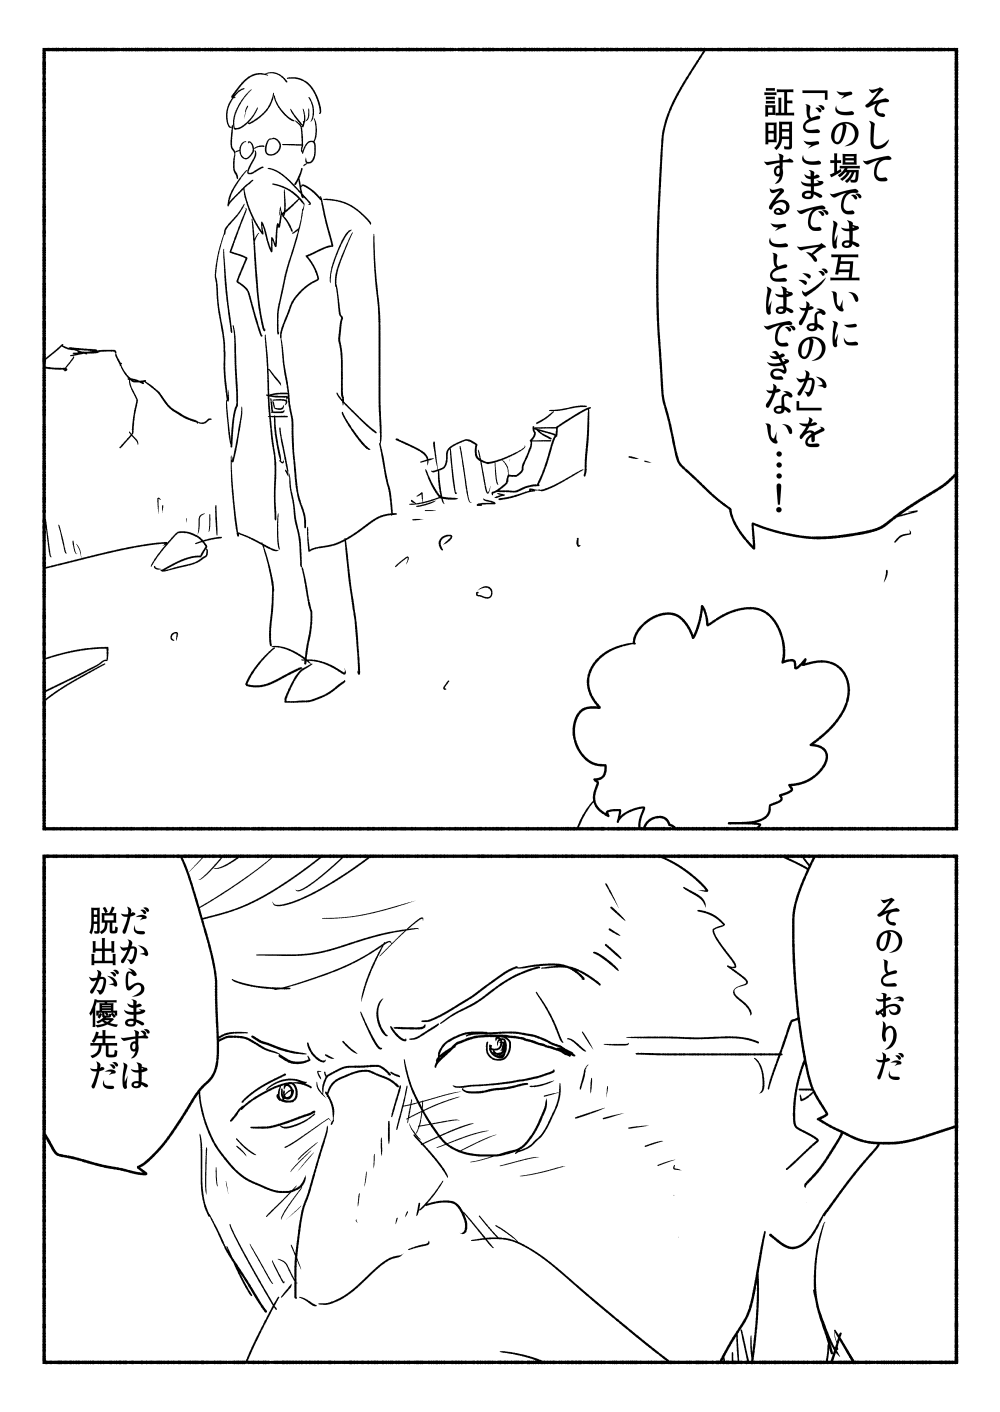 そして
この場では互いに
「どこまでマジなのか」を
証明することはできない…！
そのとおりだ
だからまずは
脱出が優先だ